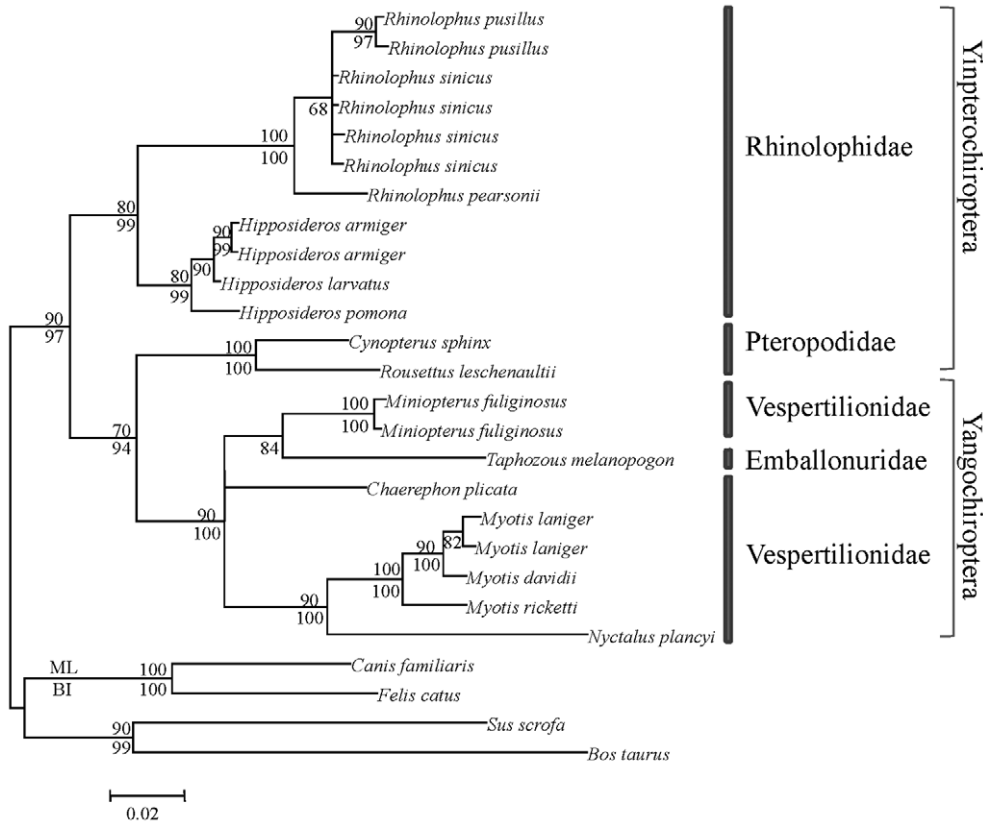 90
97
Rhinolophus pusillus
Rhinolophus pusillus
Rhinolophus sinicus
68
Rhinolophus sinicus
100
100
Rhinolophus sinicus
Rhinolophus sinicus
Rhinolophus pearsonii
80
99
Hipposideros armiger
90
99
Hipposideros armiger
90
80
99
Hipposideros larvatus
Hipposideros pomona
90
97
100
100
Cynopterus sphinx
Rousettus leschenaultii
100
100
Miniopterus fuliginosus
Miniopterus fuliginosus
70
94
84
Taphozous melanopogon
Chaerephon plicata
90
100
Myotis laniger
82
Myotis laniger
90
100
Myotis davidii
100
100
Myotis ricketti
90
100
Nyctalus plancyi
ML
BI
100
100
Canis familiaris
Felis catus
90
99
Sus scrofa
Bos taurus
0.02
Rhinolophidae
Pteropodidae
Vespertilionidae
Emballonuridae
Vespertilionidae
Yinpterochiroptera
Yangochiroptera